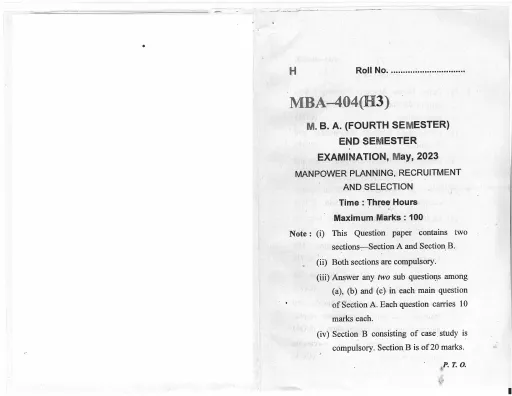 H Roll No. ..............................
MBA–404(H3)
M. B. A. (FOURTH SEMESTER)
END SEMESTER
EXAMINATION, May, 2023
MANPOWER PLANNING, RECRUITMENT
AND SELECTION
Time : Three Hours
Maximum Marks : 100
Note : (i) This Question paper contains two
sections—Section A and Section B.
(ii) Both sections are compulsory.
(iii) Answer any two sub questions among
(a), (b) and (c) in each main question
of Section A. Each question carries 10
marks each.
(iv) Section B consisting of case study is
compulsory. Section B is of 20 marks.
P. T. O.